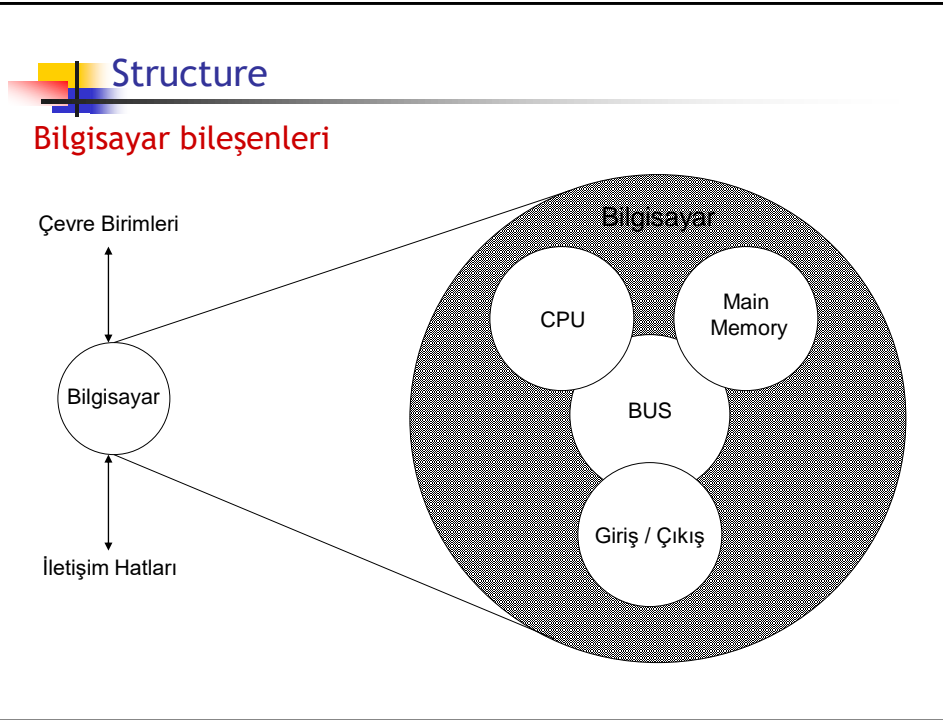 Structure
Bilgisayar bileşenleri
Çevre Birimleri
Bilgisayar
İletişim Hatları
Bilgisayar
CPU
Main
Memory
BUS
Giriş / Çıkış